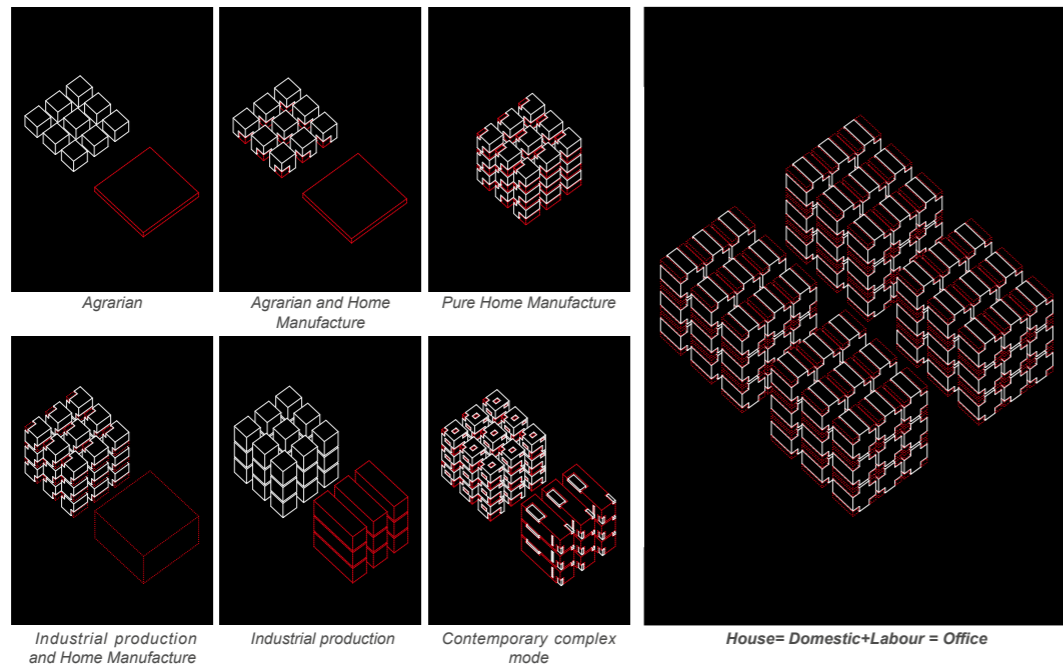 Agrarian
Agrarian and Home
Manufacture
Pure Home Manufacture
Industrial production
and Home Manufacture
Industrial production
Contemporary complex
mode
House= Domestic+Labour = Office